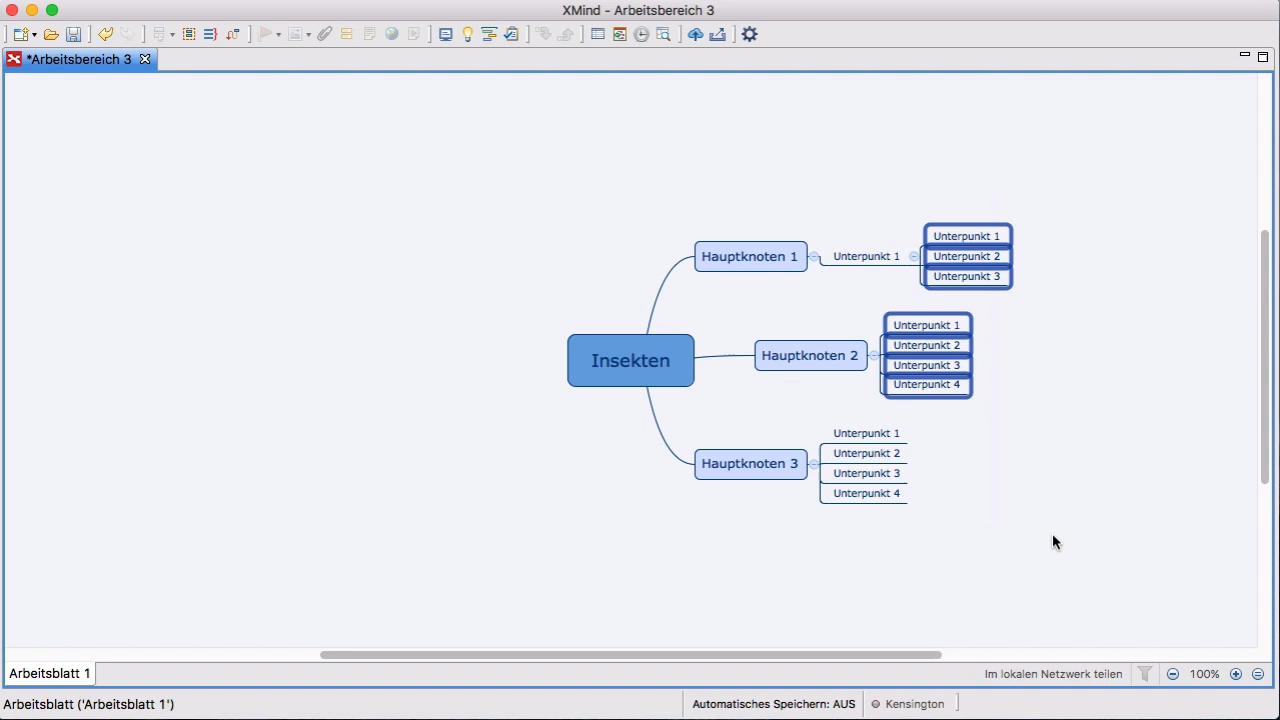 XMind - Arbeitsbereich 3
*Arbeitsbereich 3
Unterpunkt 1
Hauptknoten 1
Unterpunkt 1
Unterpunkt 2
Unterpunkt 3
Insekten
Hauptknoten 2
Unterpunkt 1
Unterpunkt 2
Unterpunkt 3
Unterpunkt 4
Hauptknoten 3
Unterpunkt 1
Unterpunkt 2
Unterpunkt 3
Unterpunkt 4
Arbeitsblatt 1
Im lokalen Netzwerk teilen
100%
Arbeitsblatt ('Arbeitsblatt 1')
Automatisches Speichern: AUS
Kensington